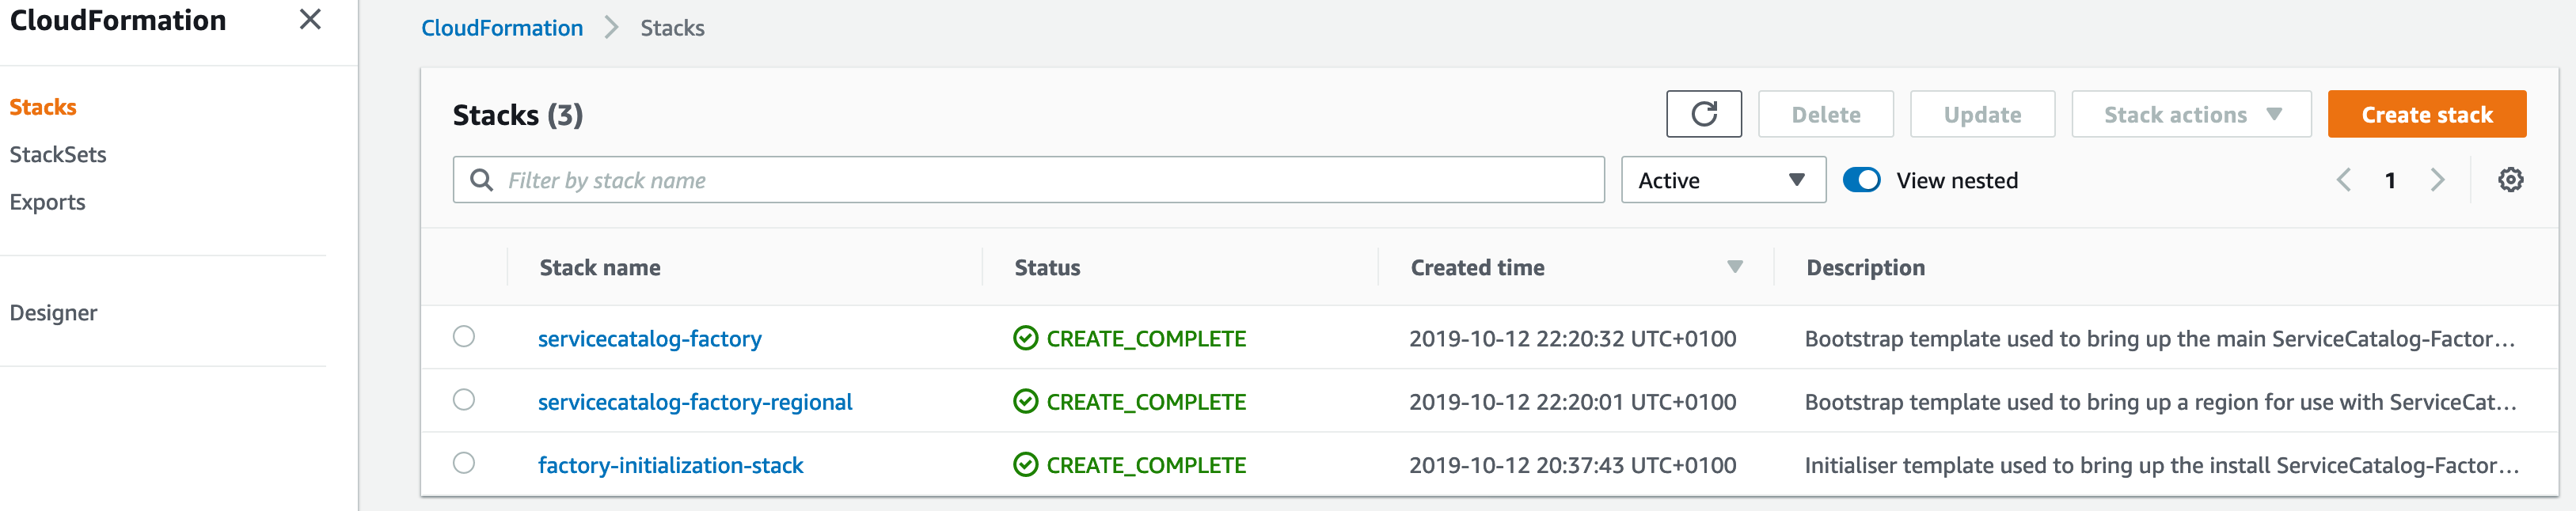 CloudFormation
Stacks
StackSets
Exports
Designer
CloudFormation > Stacks
Stacks (3)
Delete Update Stack actions Create stack
Filter by stack name Active View nested 1
Stack name Status Created time Description
servicecatalog-factory CREATE_COMPLETE 2019-10-12 22:20:32 UTC+0100 Bootstrap template used to bring up the main ServiceCatalog-Factor...
servicecatalog-factory-regional CREATE_COMPLETE 2019-10-12 22:20:01 UTC+0100 Bootstrap template used to bring up a region for use with ServiceCat...
factory-initialization-stack CREATE_COMPLETE 2019-10-12 20:37:43 UTC+0100 Initialiser template used to bring up the install ServiceCatalog-Factor...